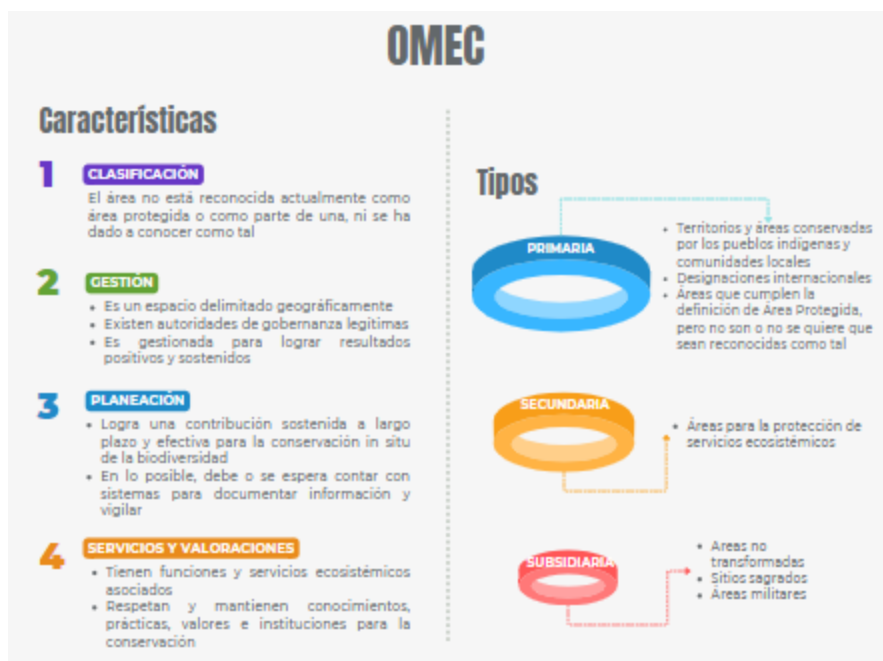 OMEC
Características
1
CLASIFICACIÓN
El área no está reconocida actualmente como
área protegida o como parte de una, ni se ha
dado a conocer como tal
2
GESTIÓN
• Es un espacio delimitado geográficamente
• Existen autoridades de gobernanza legítimas
• Es gestionada para lograr resultados
positivos y sostenidos
3
PLANEACIÓN
• Logra una contribución sostenida a largo
plazo y efectiva para la conservación in situ
de la biodiversidad
• En lo posible, debe o se espera contar con
sistemas para documentar información y
vigilar
4
SERVICIOS Y VALORACIONES
• Tienen funciones y servicios ecosistémicos
asociados
• Respetan y mantienen conocimientos,
prácticas, valores e instituciones para la
conservación
Tipos
PRIMARIA
• Territorios y áreas conservadas
por los pueblos indígenas y
comunidades locales
• Designaciones internacionales
• Áreas que cumplen la
definición de Área Protegida,
pero no son o no se quiere que
sean reconocidas como tal
SECUNDARIA
• Áreas para la protección de
servicios ecosistémicos
SUBSIDIARIA
• Areas no
transformadas
• Sitios sagrados
• Áreas militares